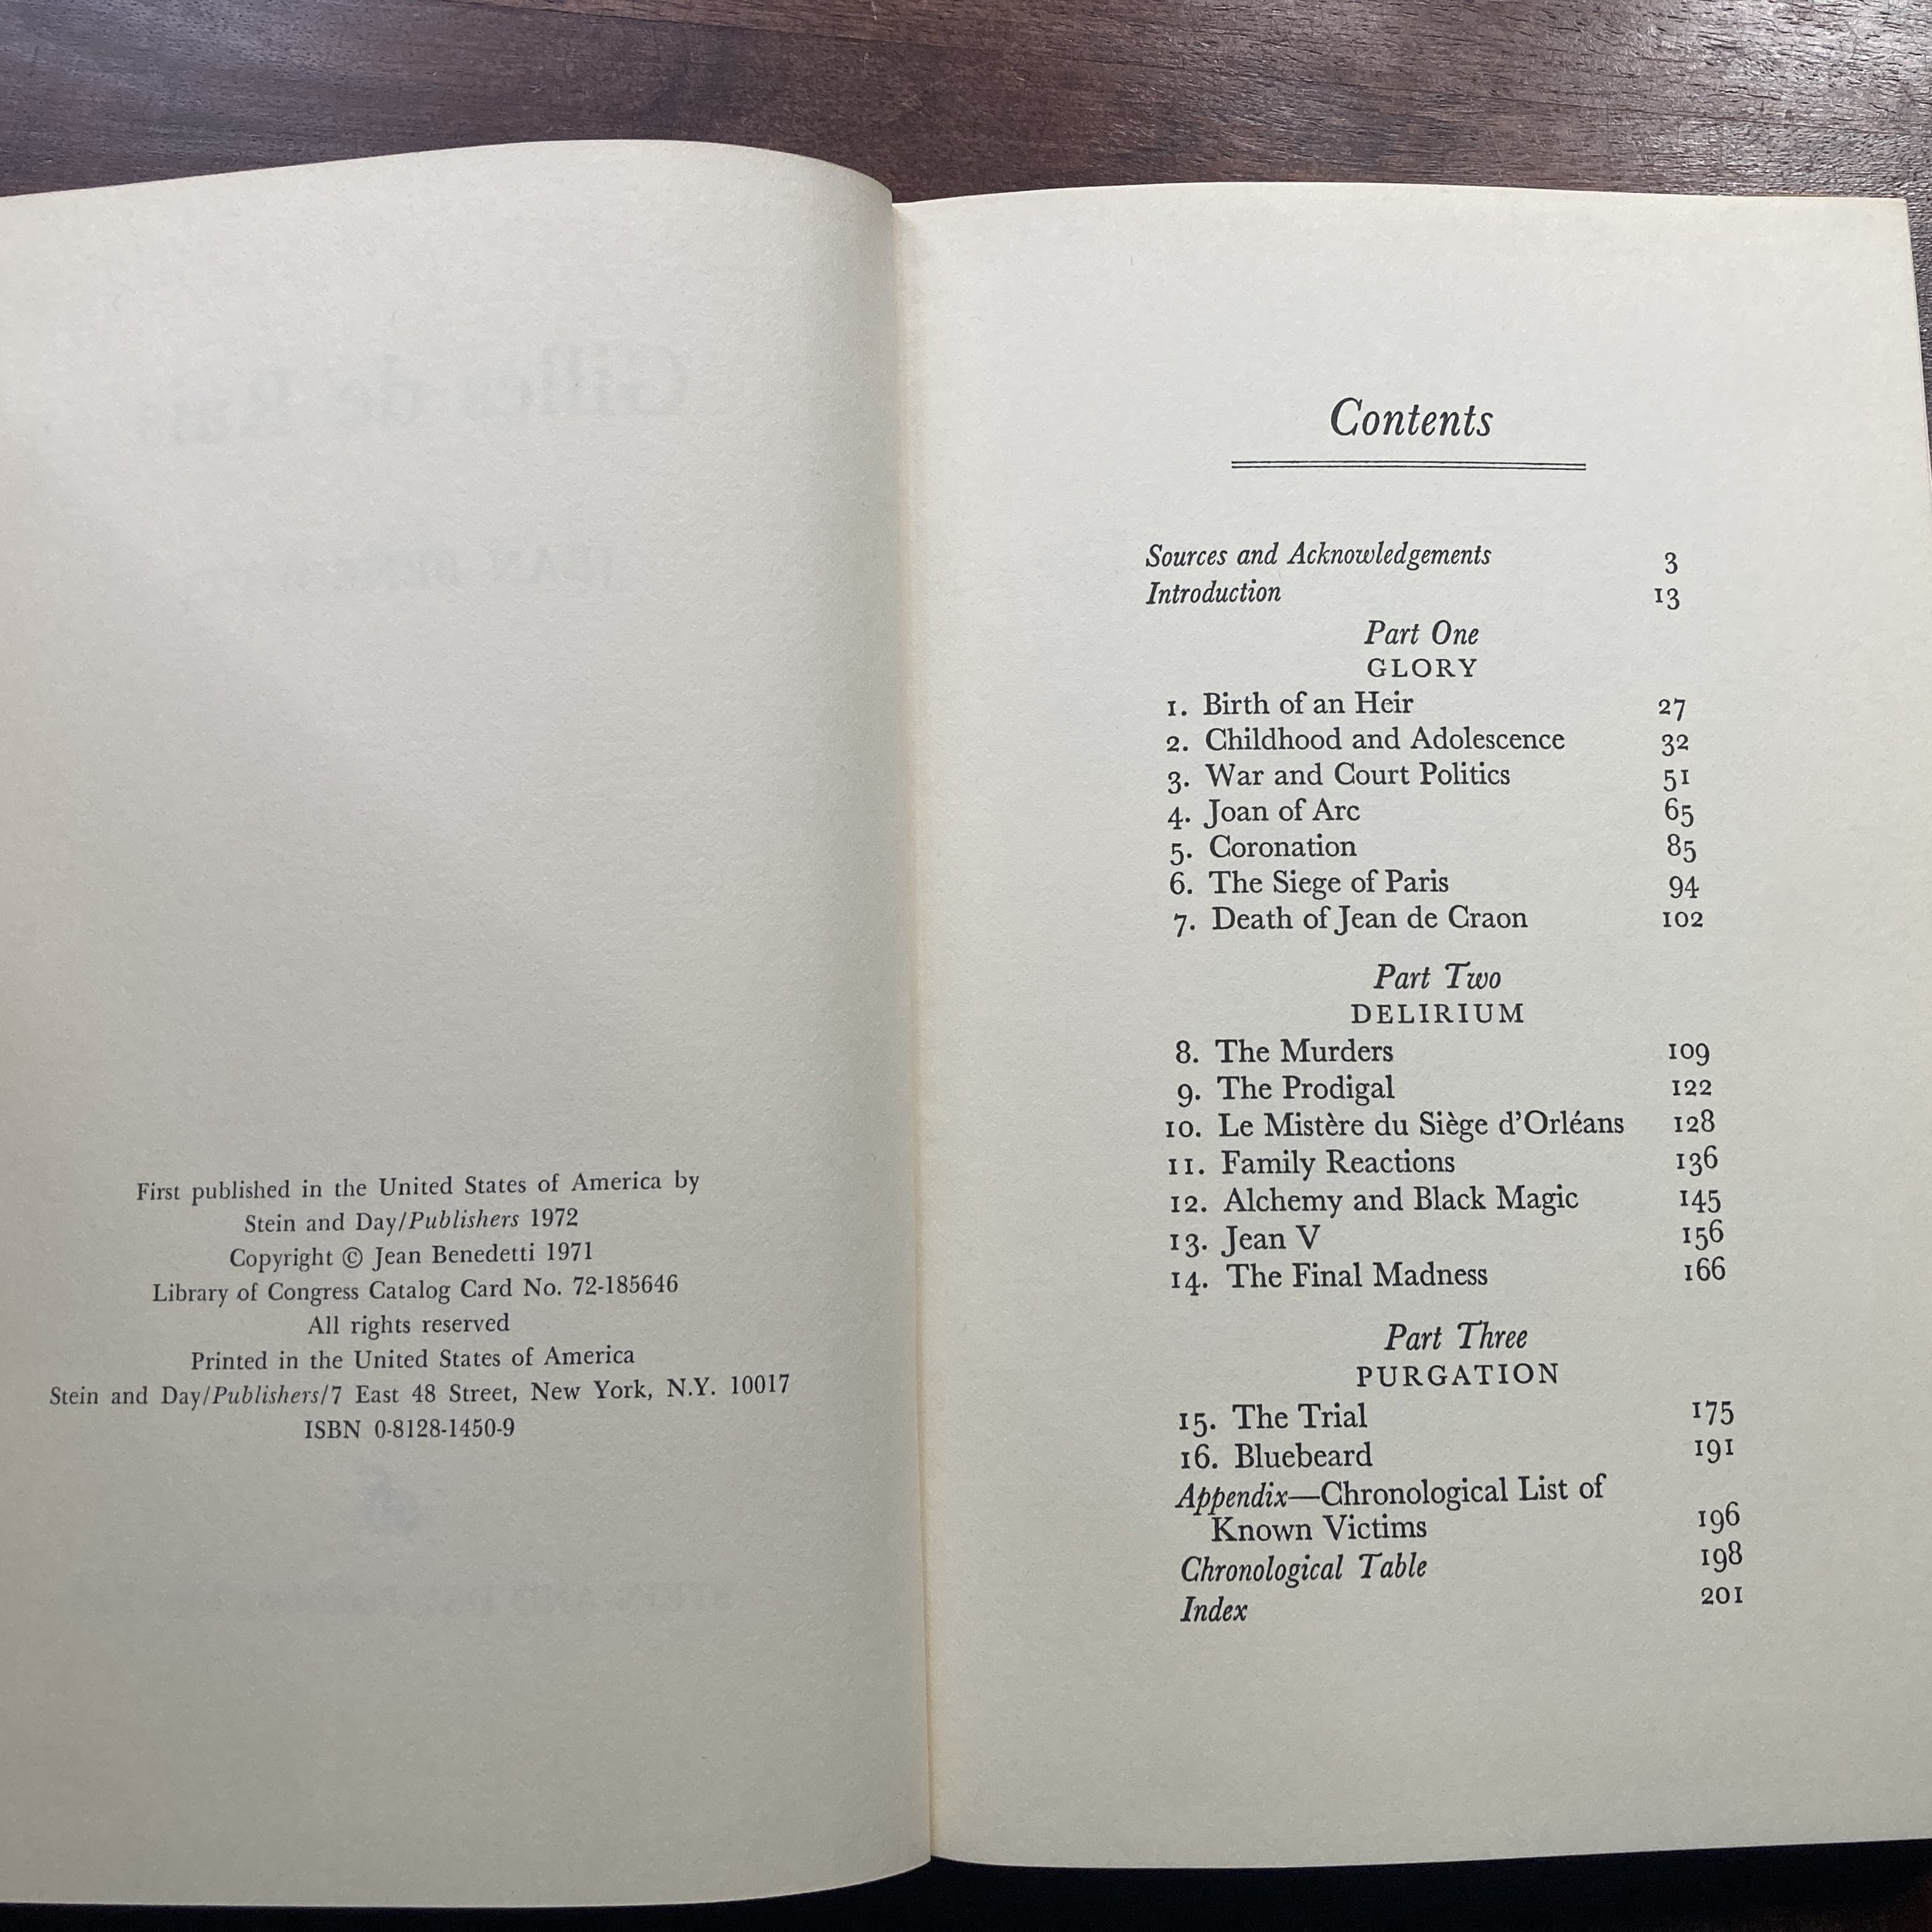 First published in the United States of America by
Stein and Day/Publishers 1972
Copyright © Jean Benedetti 1971
Library of Congress Catalog Card No. 72-185646
All rights reserved
Printed in the United States of America
Stein and Day/Publishers/7 East 48 Street, New York, N.Y. 10017
ISBN 0-8128-1450-9
Contents
Sources and Acknowledgements 3
Introduction 13
Part One
GLORY
1. Birth of an Heir 27
2. Childhood and Adolescence 32
3. War and Court Politics 51
4. Joan of Arc 65
5. Coronation 85
6. The Siege of Paris 94
7. Death of Jean de Craon 102
Part Two
DELIRIUM
8. The Murders 109
9. The Prodigal 122
10. Le Mistère du Siège d'Orléans 128
11. Family Reactions 136
12. Alchemy and Black Magic 145
13. Jean V 156
14. The Final Madness 166
Part Three
PURGATION
15. The Trial 175
16. Bluebeard 191
Appendix—Chronological List of
Known Victims 196
Chronological Table 198
Index 201